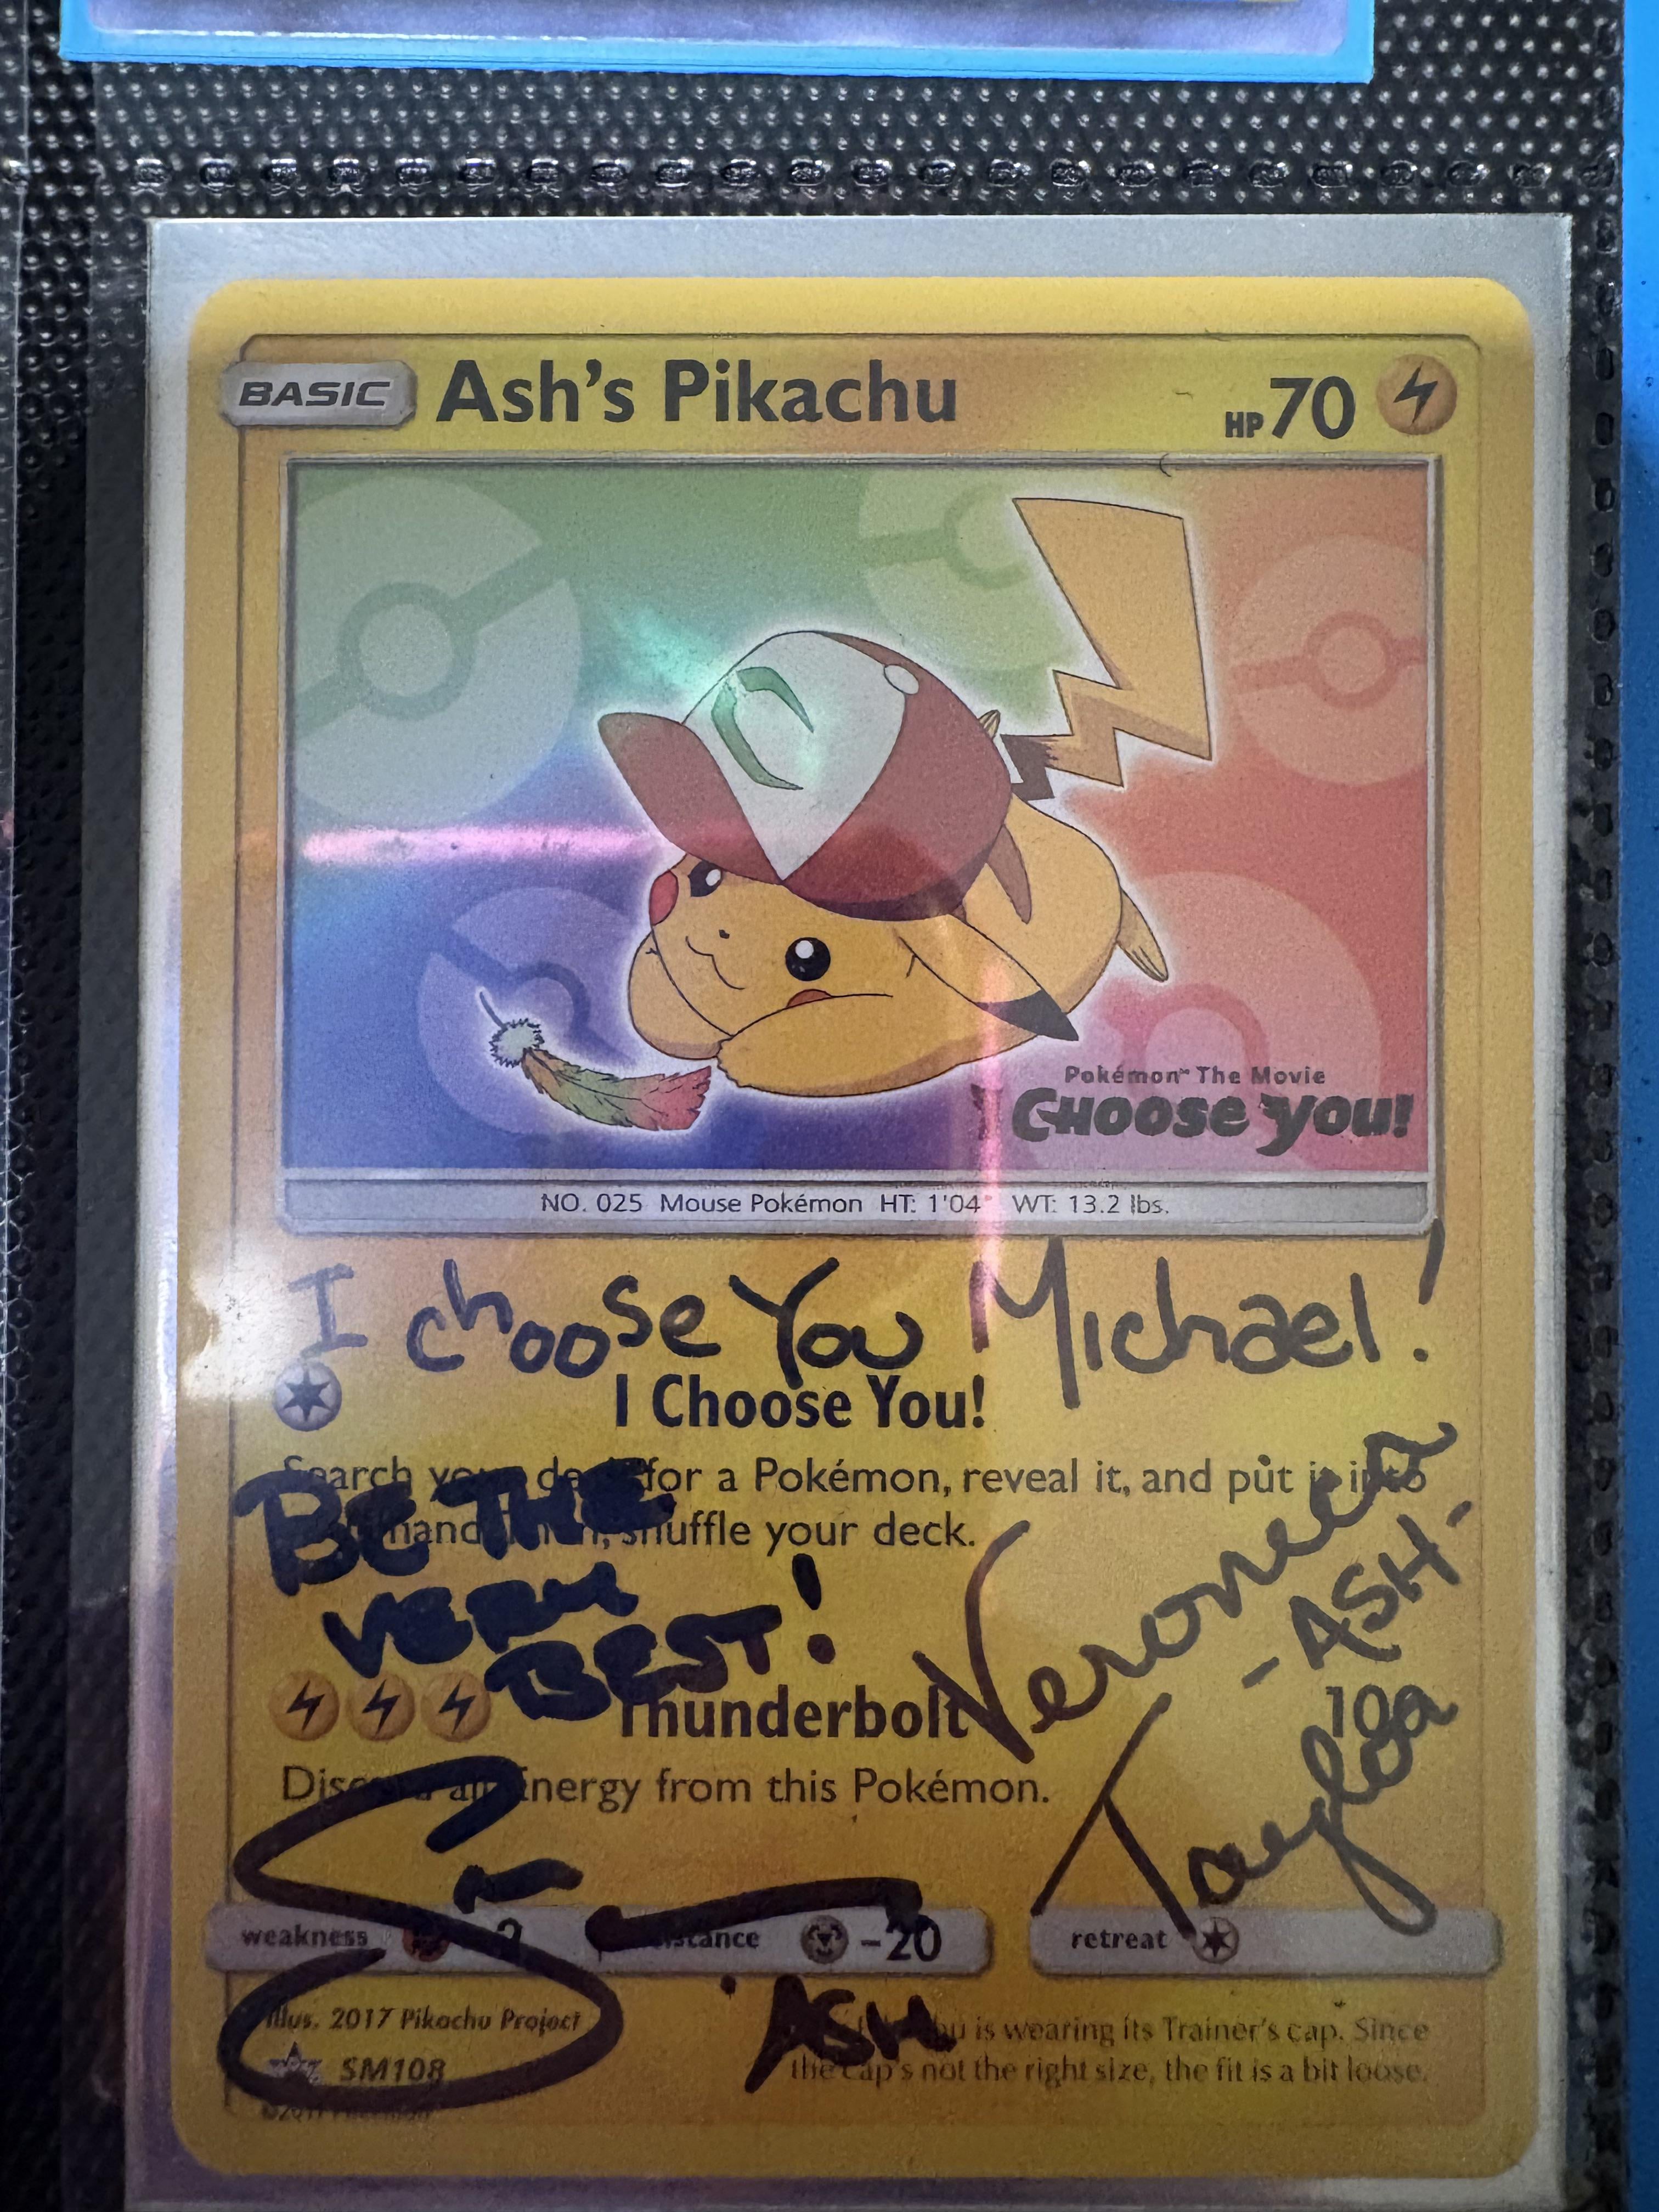 BASIC Ash's Pikachu HP 70
Pokémon™ The Movie
I CHOOSE YOU!
NO. 025 Mouse Pokémon HT: 1'04" WT: 13.2 lbs.
I choose You Michael!
I Choose You!
Search your deck for a Pokémon, reveal it, and put it into
hand. shuffle your deck.
BE THE
VERY
BEST!
Veronica
-ASH-
Taylor
Thunderbolt 10
Discard all Energy from this Pokémon.
weakness resistance -20 retreat
ASH
Illus. 2017 Pikachu Project
SM108
is wearing its Trainer's cap. Since
the cap's not the right size, the fit is a bit loose.
©2017 Pokémon